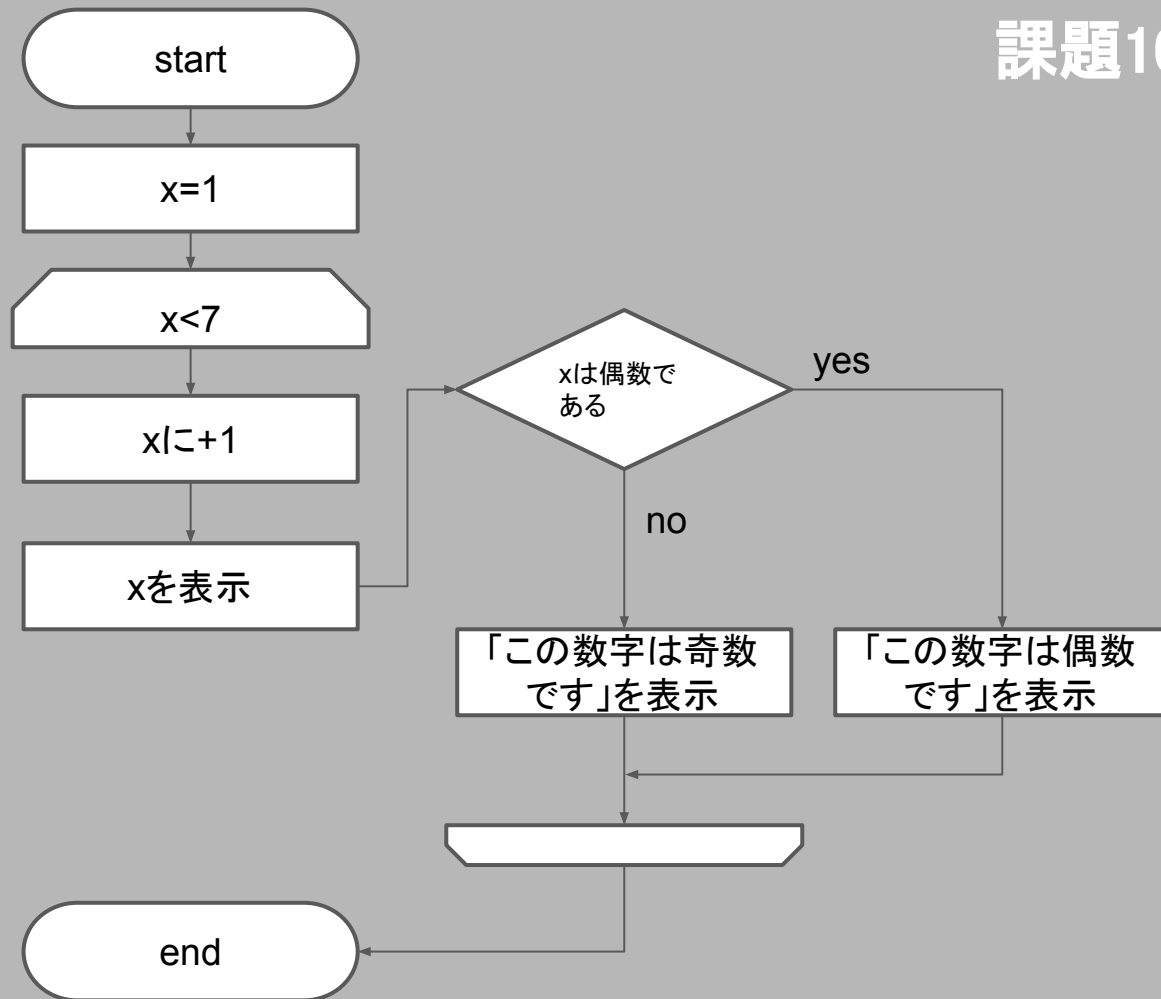 課題10
start
x=1
x<7
xに+1
xを表示
xは偶数で
ある
yes
no
「この数字は奇数
です」を表示
「この数字は偶数
です」を表示
end